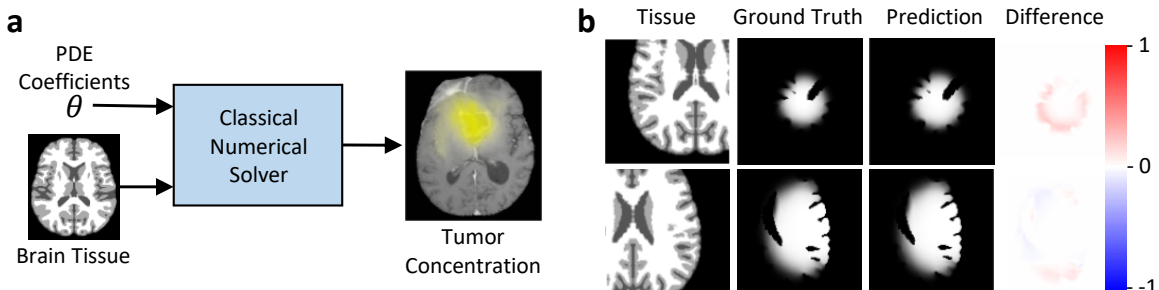 a
PDE
Coefficients
θ
Brain Tissue
Classical
Numerical
Solver
Tumor
Concentration
b
Tissue Ground Truth Prediction Difference
1
0
-1